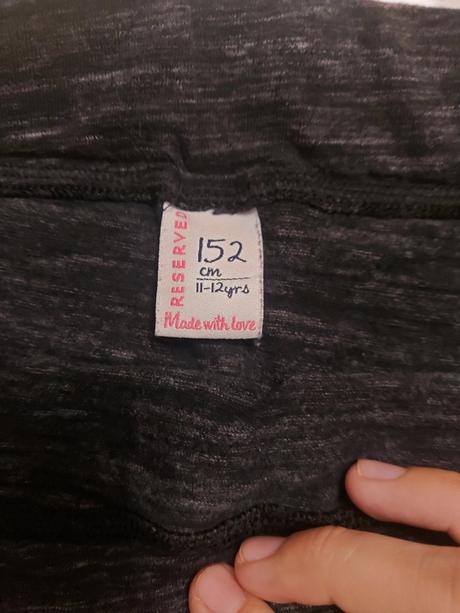 RESERVED
152
cm
11-12yrs
Made with love